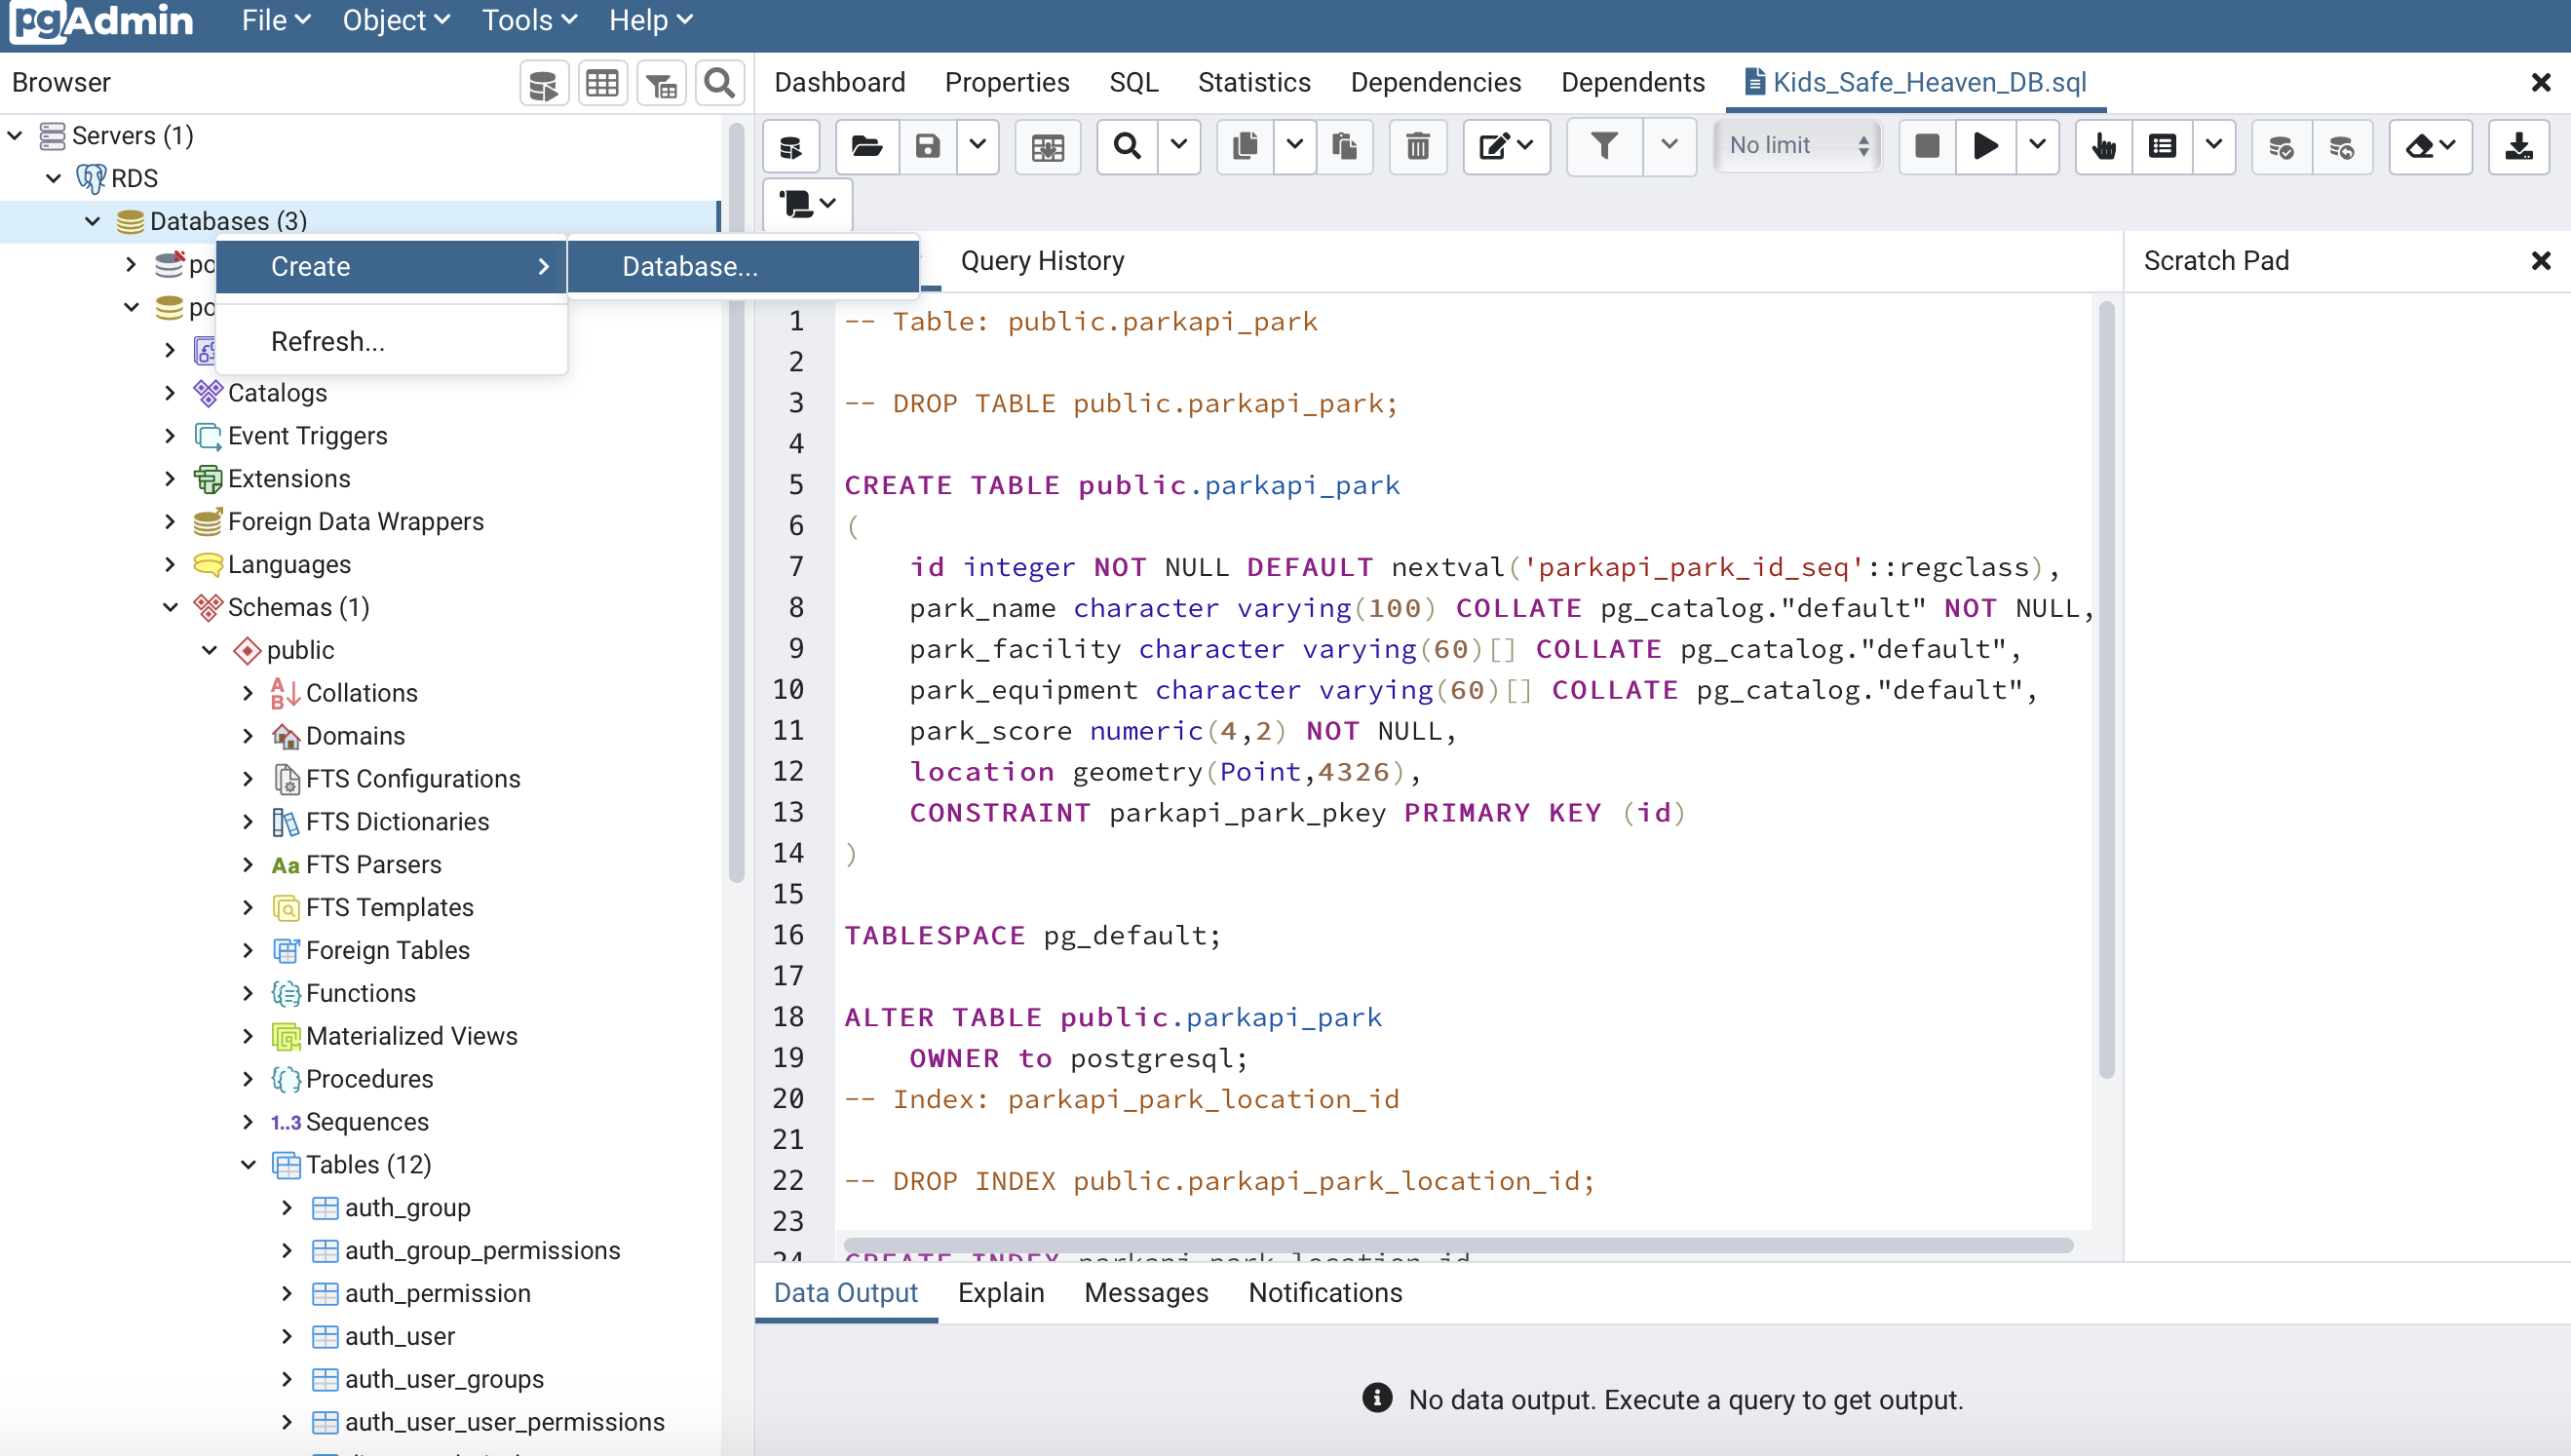 pgAdmin File Object Tools Help
Browser
Dashboard Properties SQL Statistics Dependencies Dependents Kids_Safe_Heaven_DB.sql
Servers (1)
RDS
Databases (3)
po
po
Create
Database...
Refresh...
Catalogs
Event Triggers
Extensions
Foreign Data Wrappers
Languages
Schemas (1)
public
Collations
Domains
FTS Configurations
FTS Dictionaries
Aa FTS Parsers
FTS Templates
Foreign Tables
Functions
Materialized Views
Procedures
1..3 Sequences
Tables (12)
auth_group
auth_group_permissions
auth_permission
auth_user
auth_user_groups
auth_user_user_permissions
No limit
Query History
Scratch Pad
1 -- Table: public.parkapi_park
2
3 -- DROP TABLE public.parkapi_park;
4
5 CREATE TABLE public.parkapi_park
6 (
7 id integer NOT NULL DEFAULT nextval('parkapi_park_id_seq'::regclass),
8 park_name character varying(100) COLLATE pg_catalog."default" NOT NULL,
9 park_facility character varying(60)[] COLLATE pg_catalog."default",
10 park_equipment character varying(60)[] COLLATE pg_catalog."default",
11 park_score numeric(4,2) NOT NULL,
12 location geometry(Point,4326),
13 CONSTRAINT parkapi_park_pkey PRIMARY KEY (id)
14 )
15
16 TABLESPACE pg_default;
17
18 ALTER TABLE public.parkapi_park
19 OWNER to postgresql;
20 -- Index: parkapi_park_location_id
21
22 -- DROP INDEX public.parkapi_park_location_id;
23
24 CREATE INDEX parkapi_park_location_id
Data Output Explain Messages Notifications
No data output. Execute a query to get output.